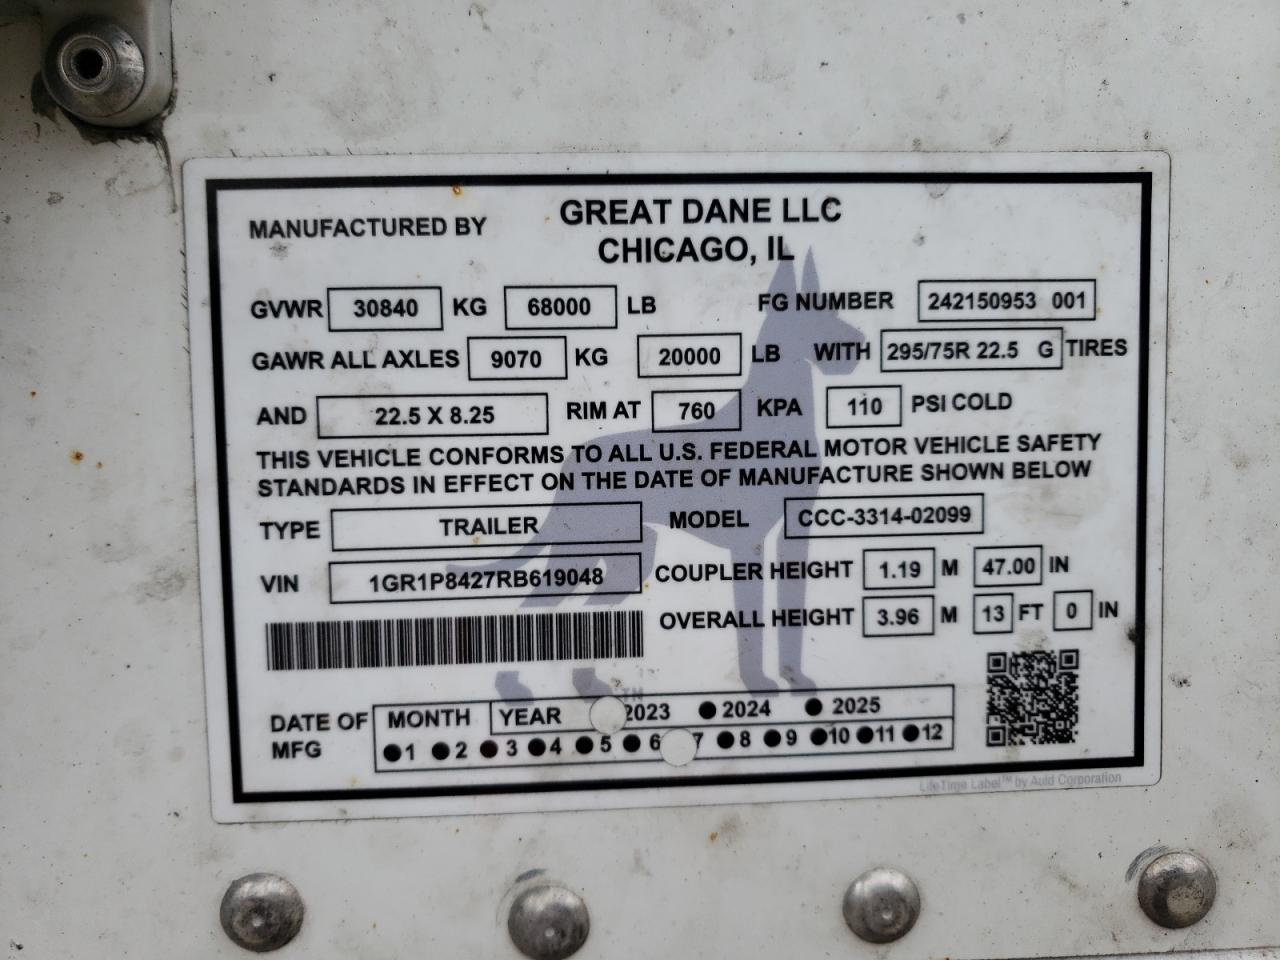 MANUFACTURED BY GREAT DANE LLC
CHICAGO, IL
GVWR 30840 KG 68000 LB FG NUMBER 242150953 001
GAWR ALL AXLES 9070 KG 20000 LB WITH 295/75R 22.5 G TIRES
AND 22.5 X 8.25 RIM AT 760 KPA 110 PSI COLD
THIS VEHICLE CONFORMS TO ALL U.S. FEDERAL MOTOR VEHICLE SAFETY
STANDARDS IN EFFECT ON THE DATE OF MANUFACTURE SHOWN BELOW
TYPE TRAILER MODEL CCC-3314-02099
VIN 1GR1P8427RB619048 COUPLER HEIGHT 1.19 M 47.00 IN
OVERALL HEIGHT 3.96 M 13 FT 0 IN
TH
DATE OF MFG MONTH YEAR 2023 2024 2025
1 2 3 4 5 6 7 8 9 10 11 12
LifeTime Label™ by Auld Corporation